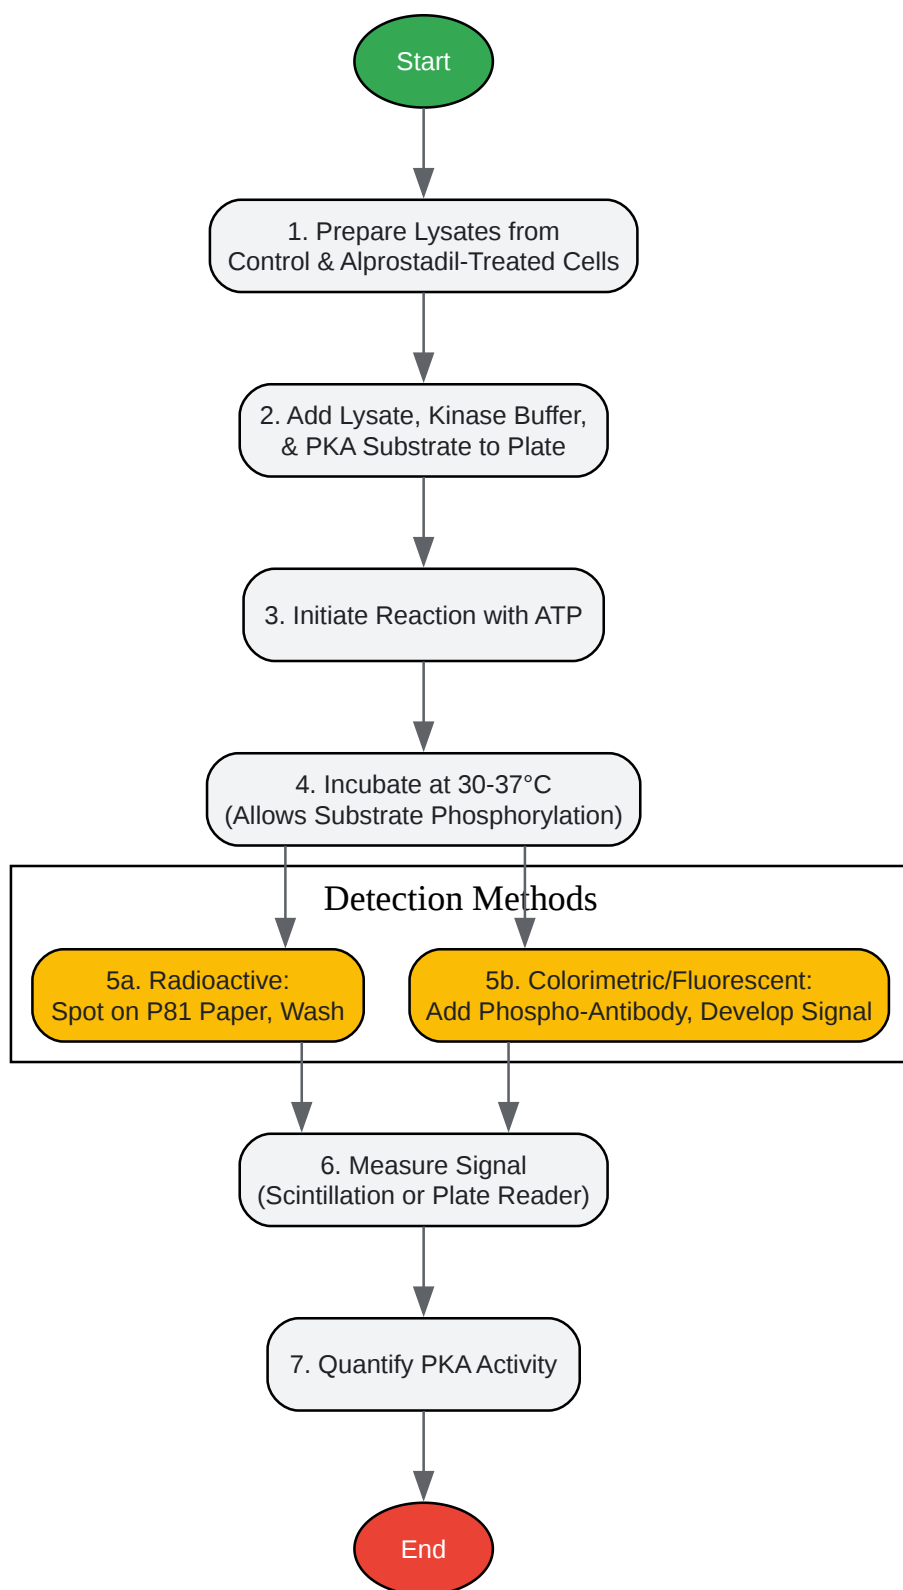 Start
1. Prepare Lysates from
Control & Alprostadil-Treated Cells
2. Add Lysate, Kinase Buffer,
& PKA Substrate to Plate
3. Initiate Reaction with ATP
4. Incubate at 30-37°C
(Allows Substrate Phosphorylation)
Detection Methods
5a. Radioactive:
Spot on P81 Paper, Wash
5b. Colorimetric/Fluorescent:
Add Phospho-Antibody, Develop Signal
6. Measure Signal
(Scintillation or Plate Reader)
7. Quantify PKA Activity
End